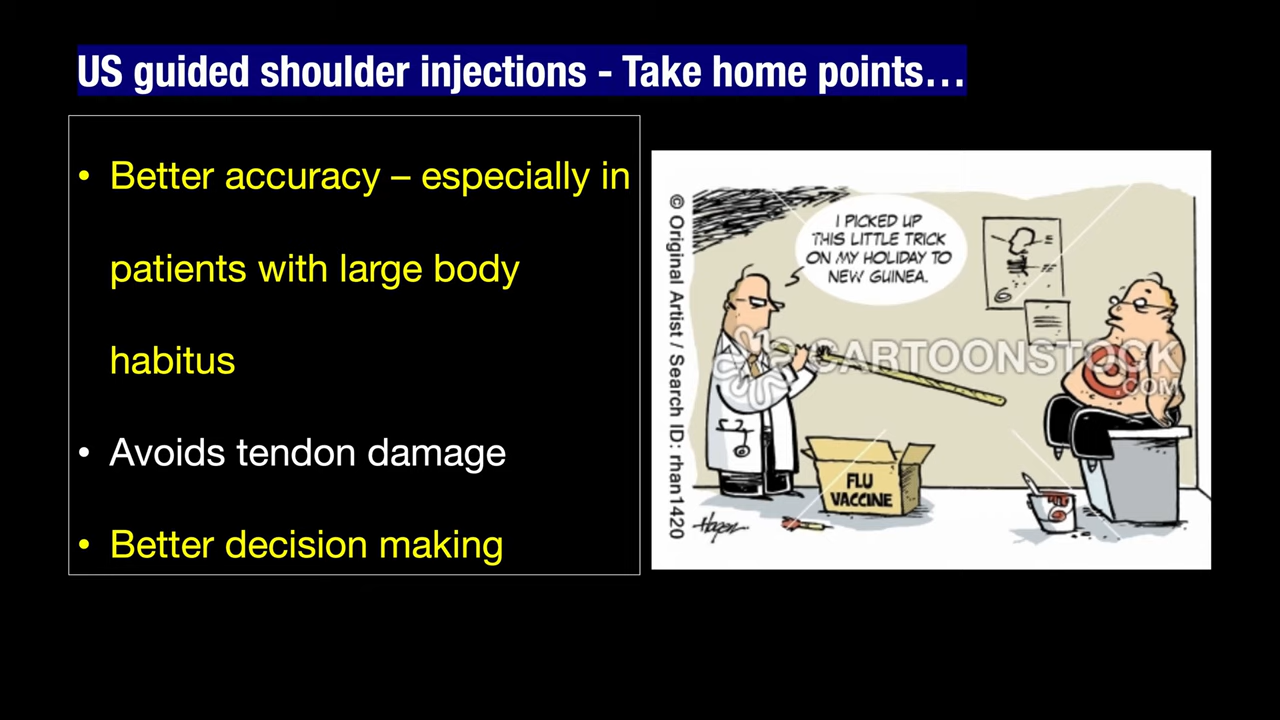 US guided shoulder injections - Take home points…
• Better accuracy – especially in
patients with large body
habitus
• Avoids tendon damage
• Better decision making
© Original Artist / Search ID: rhan1420
I PICKED UP
THIS LITTLE TRICK
ON MY HOLIDAY TO
NEW GUINEA.
CARTOONSTOCK
.COM
FLU
VACCINE
Hagen